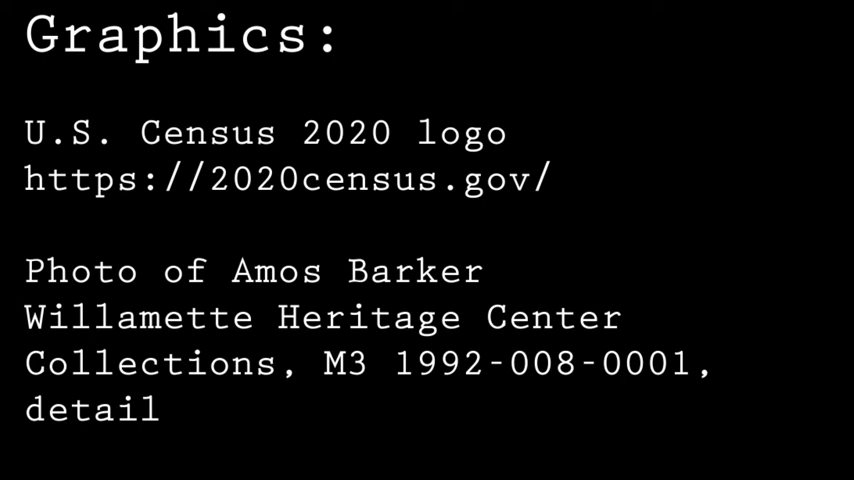 Graphics:
U.S. Census 2020 logo
https://2020census.gov/
Photo of Amos Barker
Willamette Heritage Center
Collections, M3 1992-008-0001,
detail